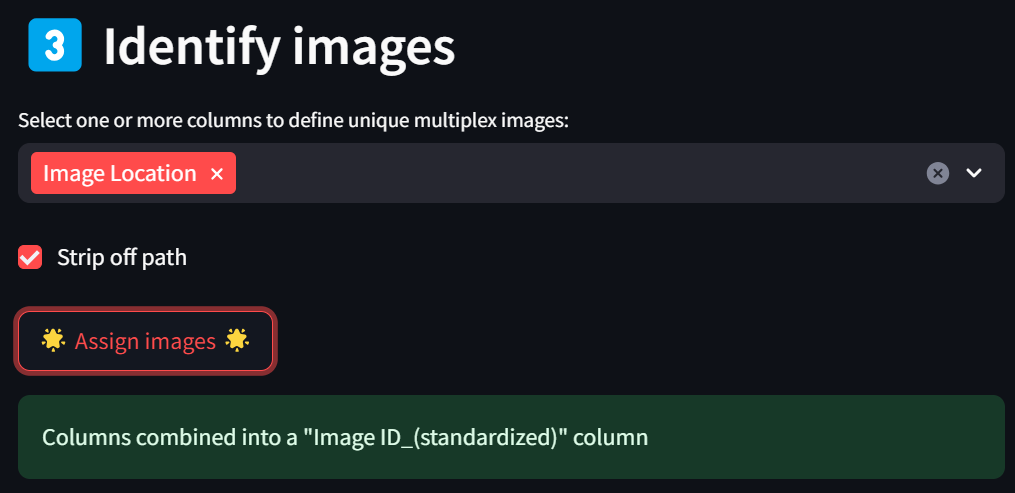 3 Identify images
Select one or more columns to define unique multiplex images:
Image Location ×
Strip off path
🌟 Assign images 🌟
Columns combined into a "Image ID_(standardized)" column